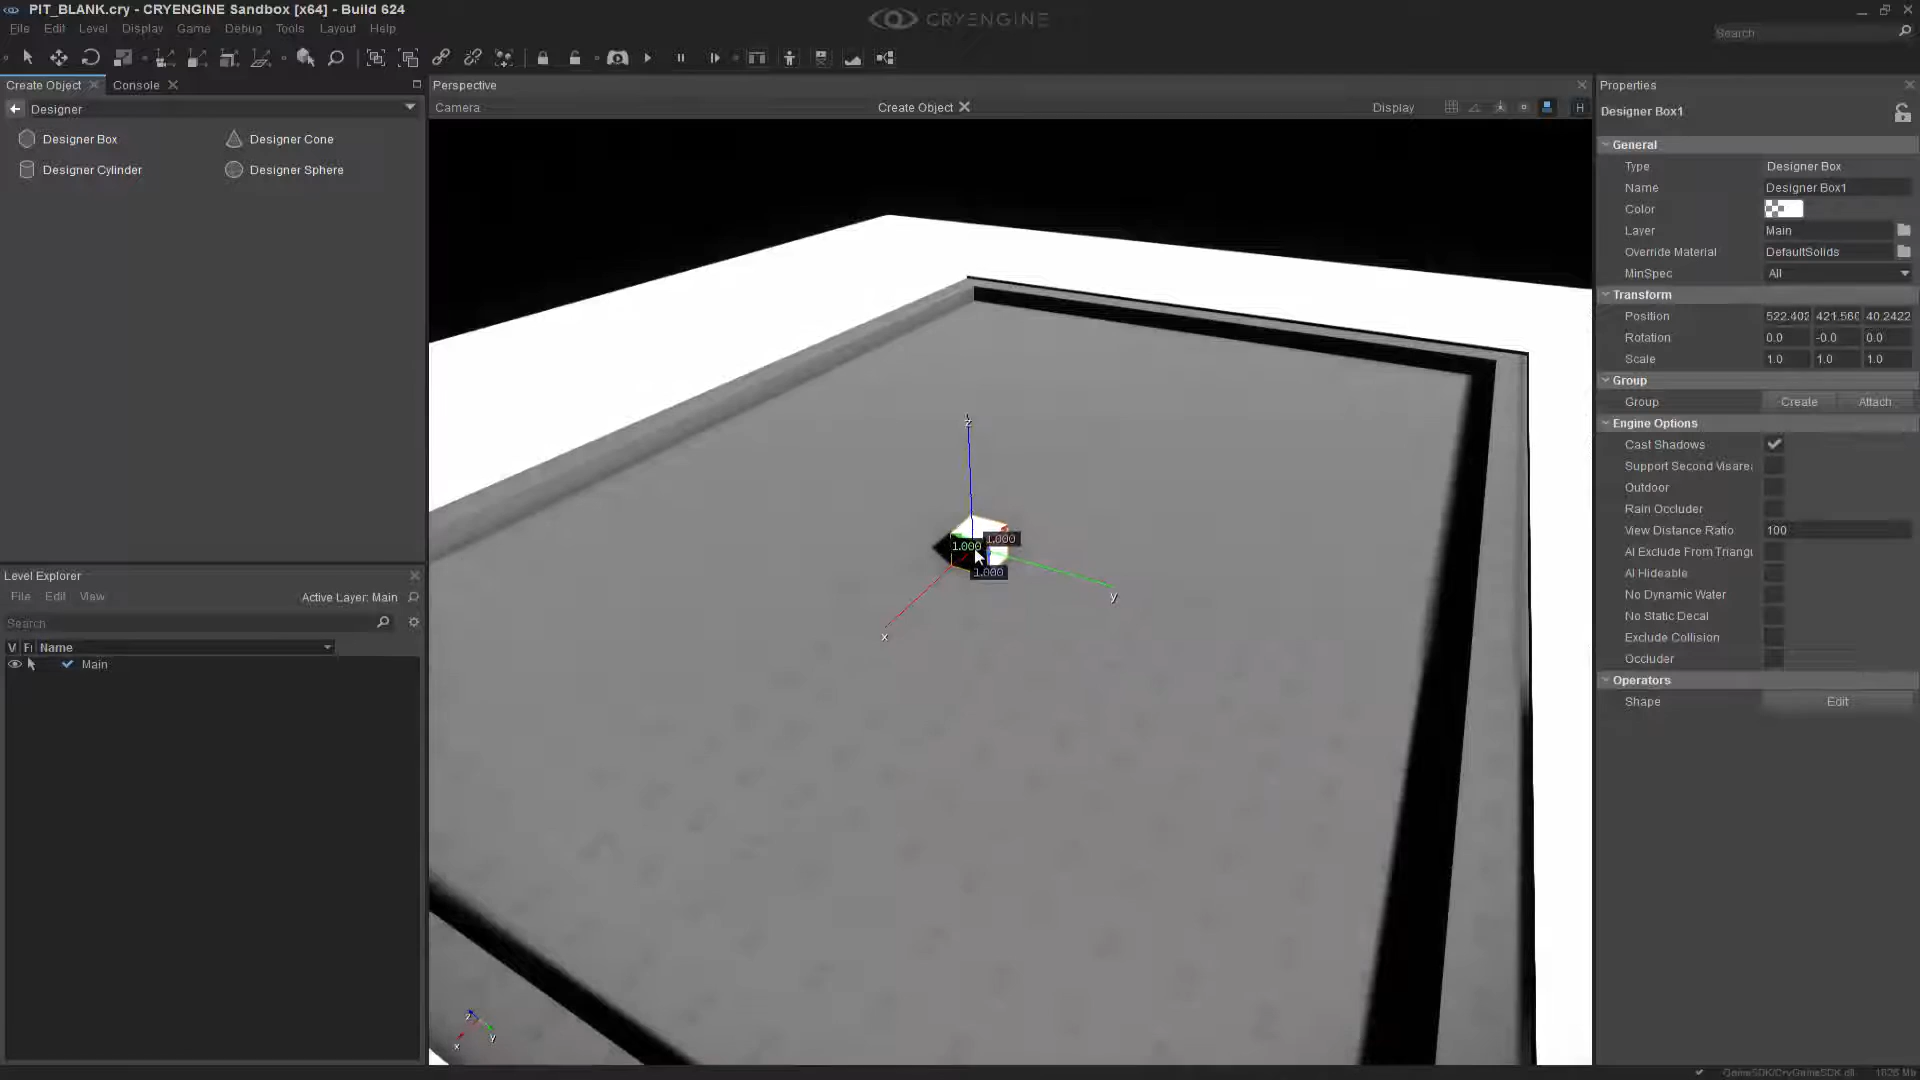 PIT_BLANK.cry - CRYENGINE Sandbox [x64] - Build 624
CRYENGINE
File Edit Level Display Game Debug Tools Layout Help
Search
Create Object
Console
Designer
Designer Box
Designer Cone
Designer Cylinder
Designer Sphere
Level Explorer
File Edit View
Active Layer: Main
Search
V Fi Name
Main
Perspective
Camera
Create Object
Display
H
z
1.000
1.000
1.000
y
x
z
x
y
Properties
Designer Box1
General
Type Designer Box
Name Designer Box1
Color
Layer Main
Override Material DefaultSolids
MinSpec All
Transform
Position 522.402 421.560 40.2422
Rotation 0.0 -0.0 0.0
Scale 1.0 1.0 1.0
Group
Group Create Attach
Engine Options
Cast Shadows
Support Second Visarea
Outdoor
Rain Occluder
View Distance Ratio 100
AI Exclude From Triangu
AI Hideable
No Dynamic Water
No Static Decal
Exclude Collision
Occluder
Operators
Shape Edit
GameSDK/CryGameSDK.dll